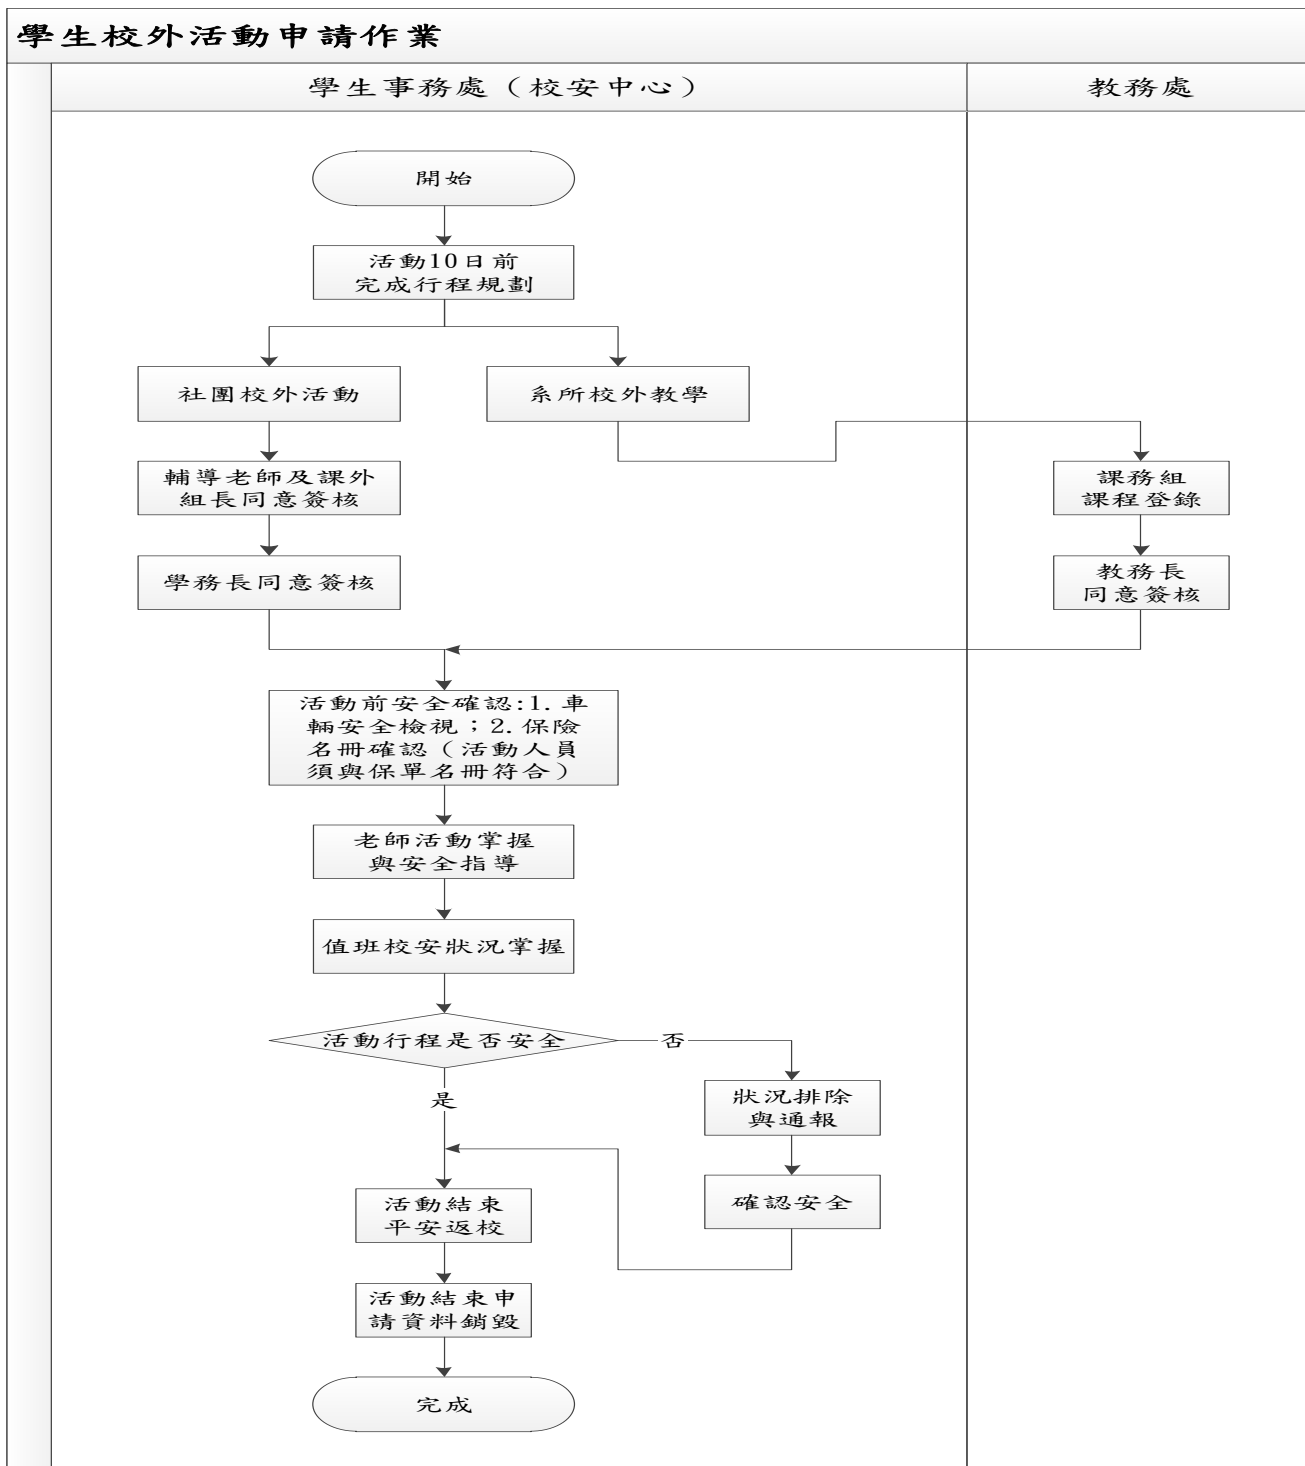 學生校外活動申請作業
學生事務處（校安中心）
教務處
開始
活動10日前
完成行程規劃
社團校外活動
系所校外教學
輔導老師及課外
組長同意簽核
課務組
課程登錄
學務長同意簽核
教務長
同意簽核
活動前安全確認:1.車
輛安全檢視；2.保險
名冊確認（活動人員
須與保單名冊符合）
老師活動掌握
與安全指導
值班校安狀況掌握
活動行程是否安全
否
是
狀況排除
與通報
確認安全
活動結束
平安返校
活動結束申
請資料銷毀
完成